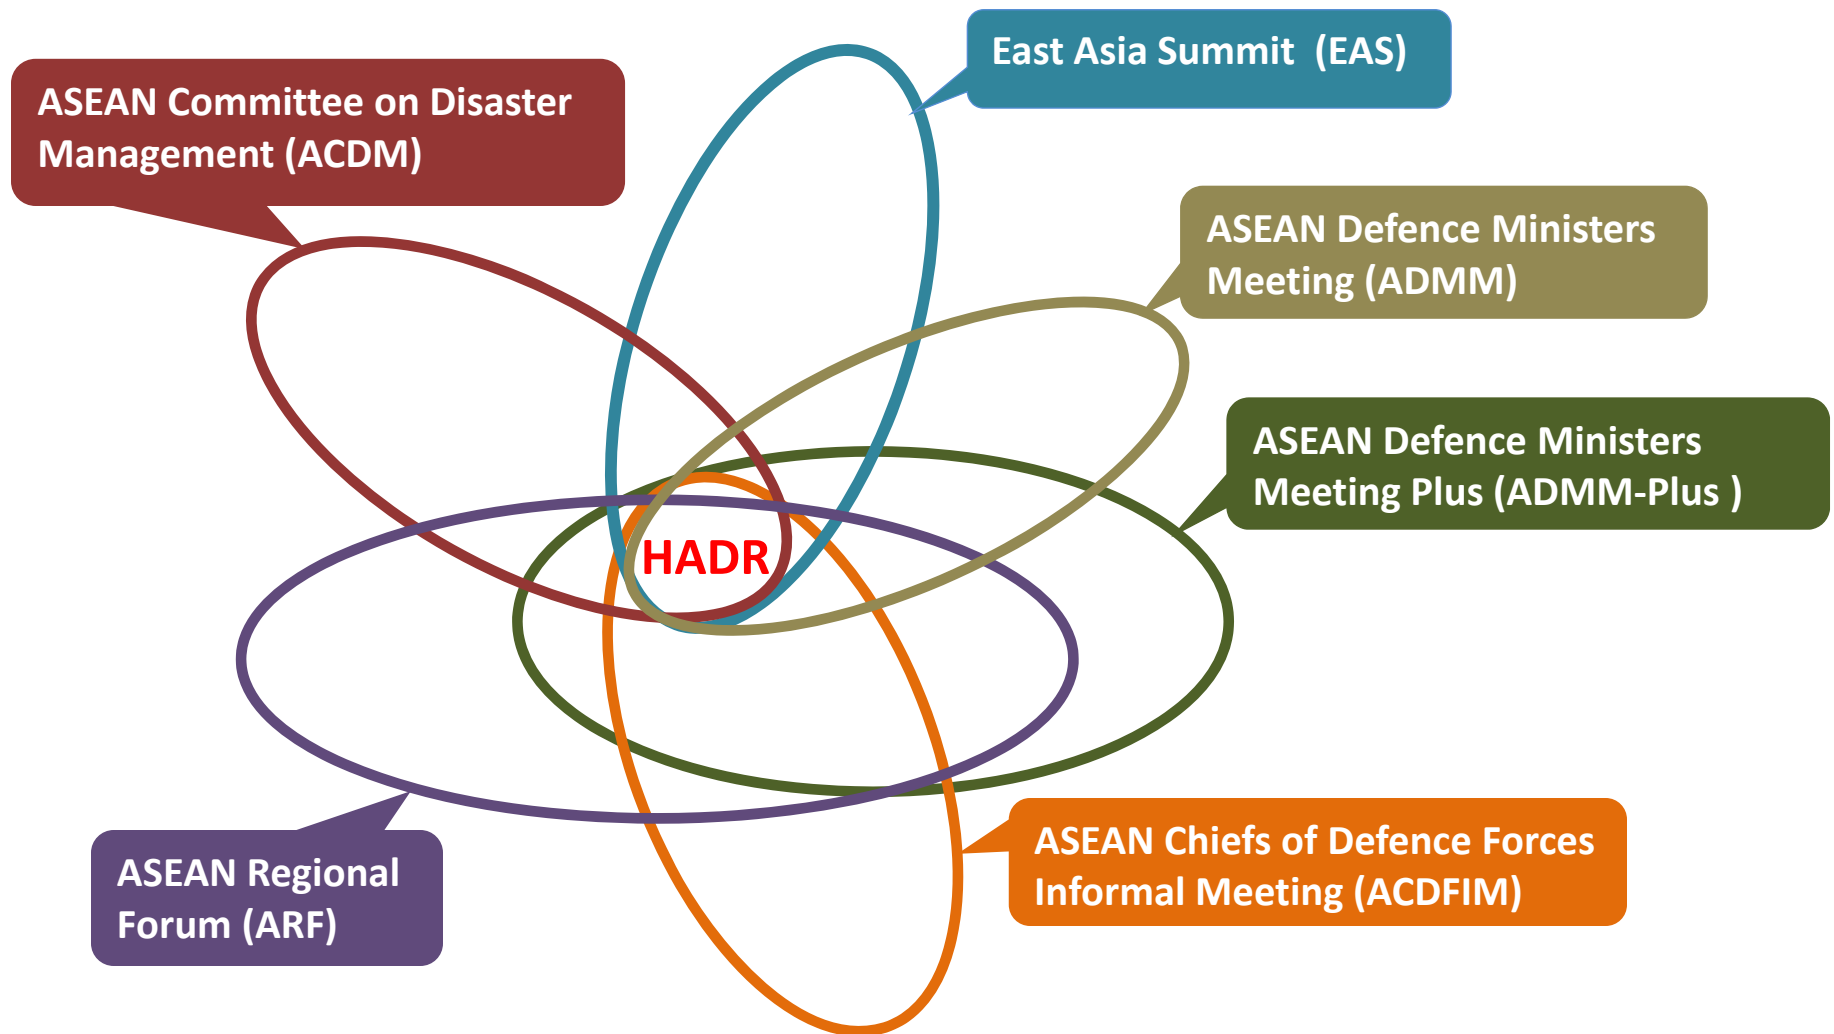 East Asia Summit  (EAS)
ASEAN Committee on Disaster
Management (ACDM)
ASEAN Defence Ministers
Meeting (ADMM)
ASEAN Defence Ministers
Meeting Plus (ADMM-Plus )
HADR
ASEAN Chiefs of Defence Forces
Informal Meeting (ACDFIM)
ASEAN Regional
Forum (ARF)